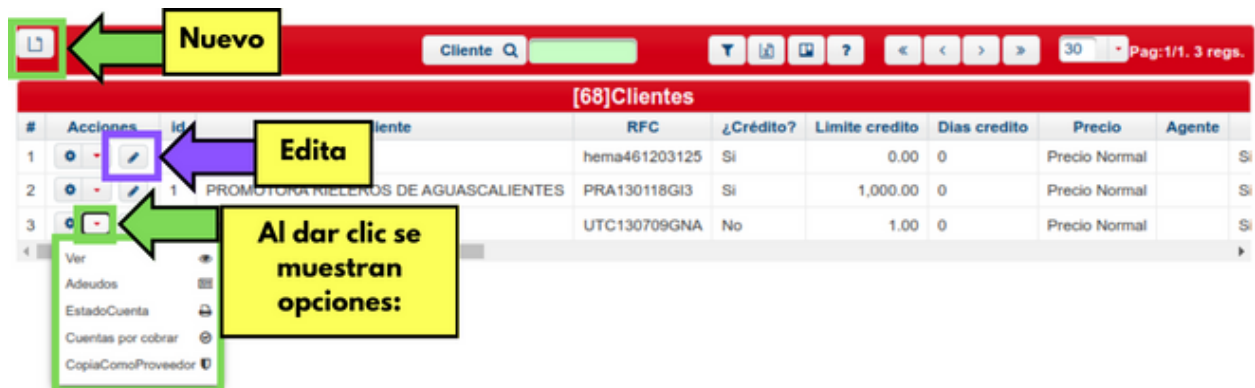 Nuevo
Cliente
?
«
‹
›
»
30
Pag:1/1. 3 regs.
[68]Clientes
# Acciones id iente RFC ¿Crédito? Limite credito Dias credito Precio Agente
1 Edita hema461203125 Si 0.00 0 Precio Normal Si
2 1 PROMOTORA RIELEROS DE AGUASCALIENTES PRA130118GI3 Si 1,000.00 0 Precio Normal Si
3 UTC130709GNA No 1.00 0 Precio Normal Si
Al dar clic se
muestran
opciones:
Ver
Adeudos
EstadoCuenta
Cuentas por cobrar
CopiaComoProveedor